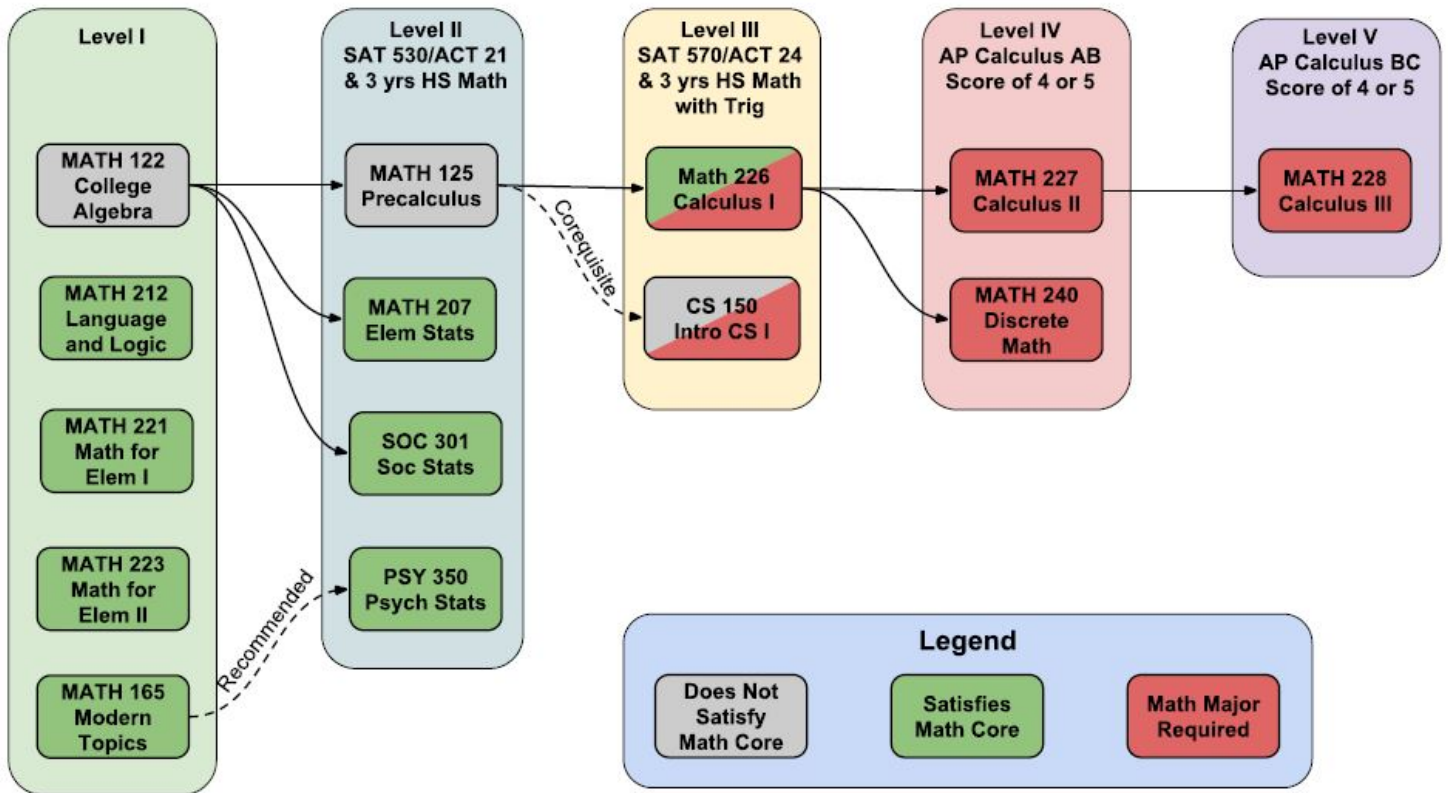 Level I
MATH 122
College
Algebra
MATH 212
Language
and Logic
MATH 221
Math for
Elem I
MATH 223
Math for
Elem II
MATH 165
Modern
Topics
Recommended
Level II
SAT 530/ACT 21
& 3 yrs HS Math
MATH 125
Precalculus
MATH 207
Elem Stats
SOC 301
Soc Stats
PSY 350
Psych Stats
Corequisite
Level III
SAT 570/ACT 24
& 3 yrs HS Math
with Trig
Math 226
Calculus I
CS 150
Intro CS I
Level IV
AP Calculus AB
Score of 4 or 5
MATH 227
Calculus II
MATH 240
Discrete
Math
Level V
AP Calculus BC
Score of 4 or 5
MATH 228
Calculus III
Legend
Does Not
Satisfy
Math Core
Satisfies
Math Core
Math Major
Required